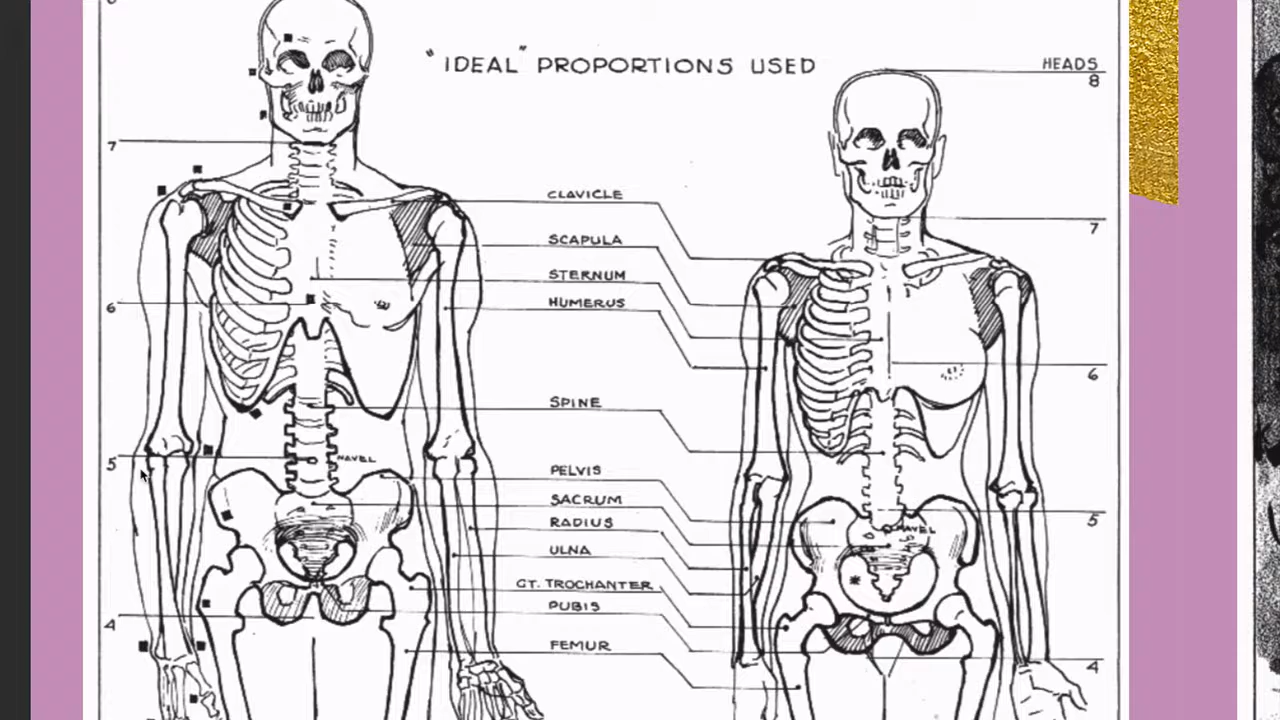 "IDEAL" PROPORTIONS USED
HEADS
8
7
7
CLAVICLE
SCAPULA
STERNUM
HUMERUS
6
6
SPINE
5
NAVEL
PELVIS
SACRUM
RADIUS
5
NAVEL
ULNA
GT. TROCHANTER
PUBIS
4
FEMUR
4